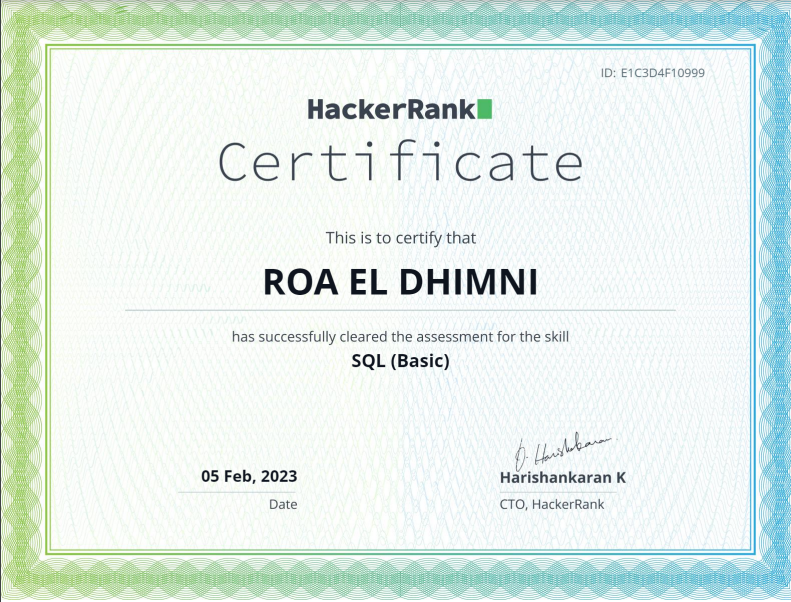 ID: E1C3D4F10999
HackerRank
Certificate
This is to certify that
ROA EL DHIMNI
has successfully cleared the assessment for the skill
SQL (Basic)
05 Feb, 2023
Date
D. Harishankaran
Harishankaran K
CTO, HackerRank